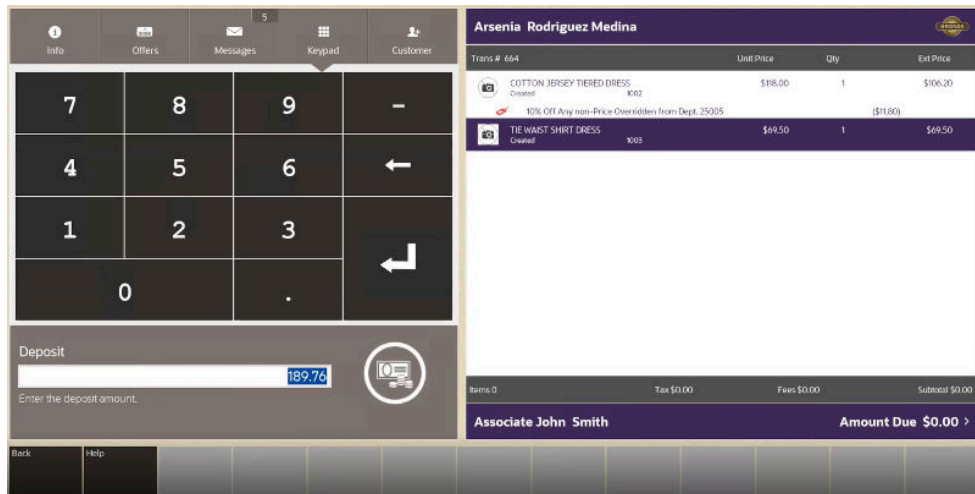 5
Info Offers Messages Keypad Customer
7 8 9 -
4 5 6
1 2 3
0 .
Deposit
189.76
Enter the deposit amount.
Back Help
Arsenia Rodriguez Medina
BRONZE
Trans # 664 Unit Price Qty Ext Price
COTTON JERSEY TIERED DRESS $118.00 1 $106.20
Created 1002
10% Off Any non-Price Overridden from Dept. 25005 ($11.80)
TIE WAIST SHIRT DRESS $69.50 1 $69.50
Created 1003
Items 0 Tax $0.00 Fees $0.00 Subtotal $0.00
Associate John Smith Amount Due $0.00 >